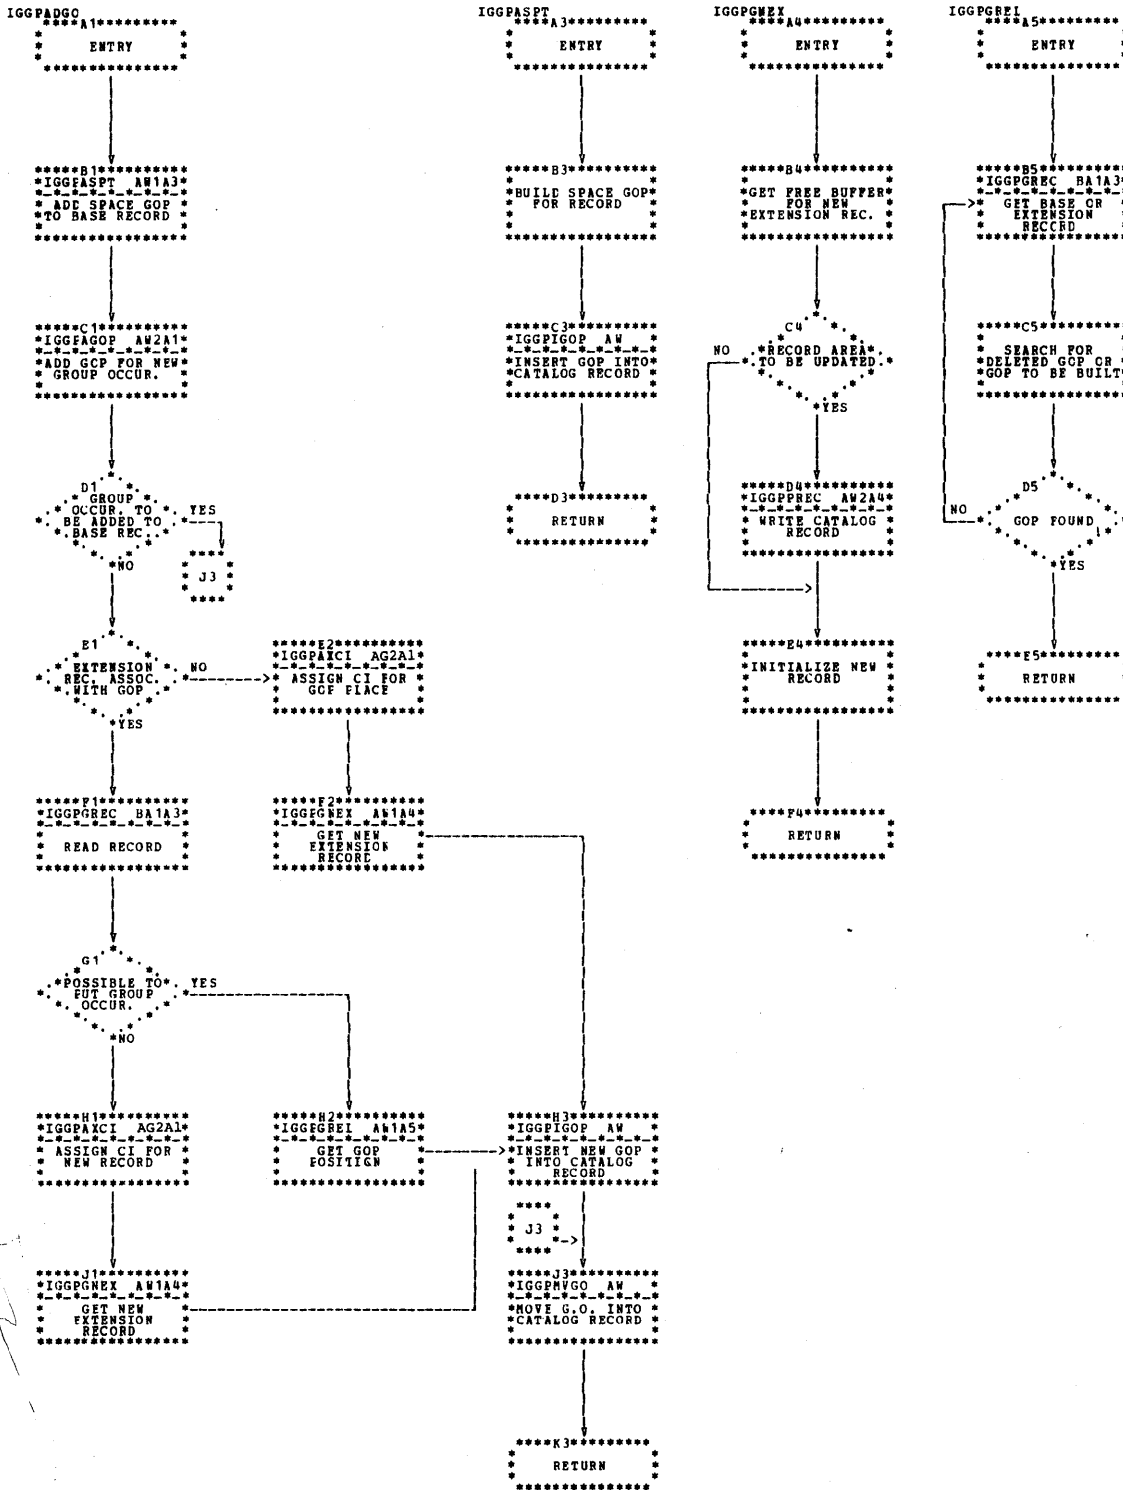 IGGPADGO
A1
ENTRY
B1
IGGPASPT AW1A3
ADD SPACE GOP
TO BASE RECORD
C1
IGGPAGOP AW2A1
ADD GOP FOR NEW
GROUP OCCUR.
D1
GROUP
OCCUR. TO
BE ADDED TO
BASE REC.
YES
J3
NO
E1
EXTENSION
REC. ASSOC.
WITH GOP
NO
YES
E2
IGGPAXCI AG2A1
ASSIGN CI FOR
GOP PLACE
F1
IGGPGREC BA1A3
READ RECORD
F2
IGGPGNEX AW1A4
GET NEW
EXTENSION
RECORD
G1
POSSIBLE TO
PUT GROUP
OCCUR.
YES
NO
H1
IGGPAXCI AG2A1
ASSIGN CI FOR
NEW RECORD
H2
IGGPGREL AW1A5
GET GOP
POSITION
H3
IGGPIGOP AW
INSERT NEW GOP
INTO CATALOG
RECORD
J3
J1
IGGPGNEX AW1A4
GET NEW
EXTENSION
RECORD
J3
IGGPMVGO AW
MOVE G.O. INTO
CATALOG RECORD
K3
RETURN
IGGPASPT
A3
ENTRY
B3
BUILD SPACE GOP
FOR RECORD
C3
IGGPIGOP AW
INSERT GOP INTO
CATALOG RECORD
D3
RETURN
IGGPGNEX
A4
ENTRY
B4
GET FREE BUFFER
FOR NEW
EXTENSION REC.
C4
RECORD AREA
TO BE UPDATED
NO
YES
D4
IGGPPREC AW2A4
WRITE CATALOG
RECORD
E4
INITIALIZE NEW
RECORD
F4
RETURN
IGGPGREL
A5
ENTRY
B5
IGGPGREC BA1A3
GET BASE OR
EXTENSION
RECORD
C5
SEARCH FOR
DELETED GOP OR
GOP TO BE BUILT
D5
GOP FOUND
NO
YES
E5
RETURN